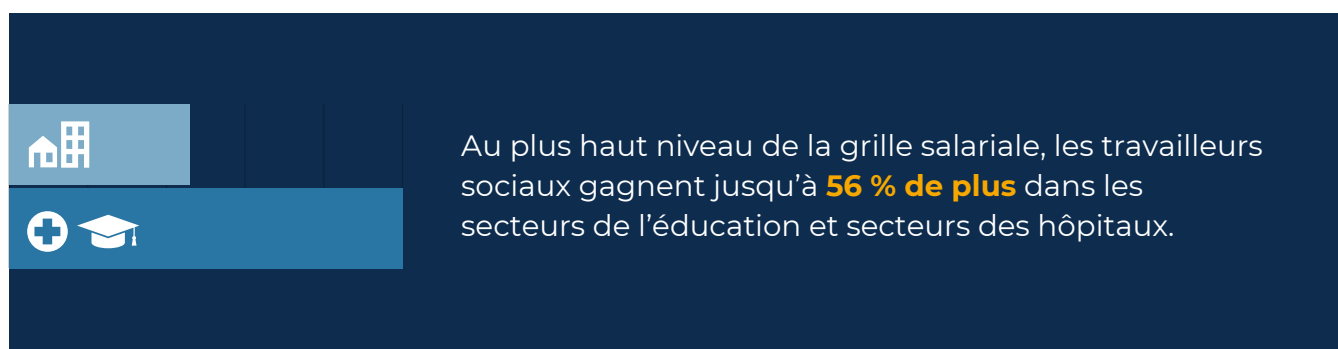 Au plus haut niveau de la grille salariale, les travailleurs
sociaux gagnent jusqu’à 56 % de plus dans les
secteurs de l’éducation et secteurs des hôpitaux.